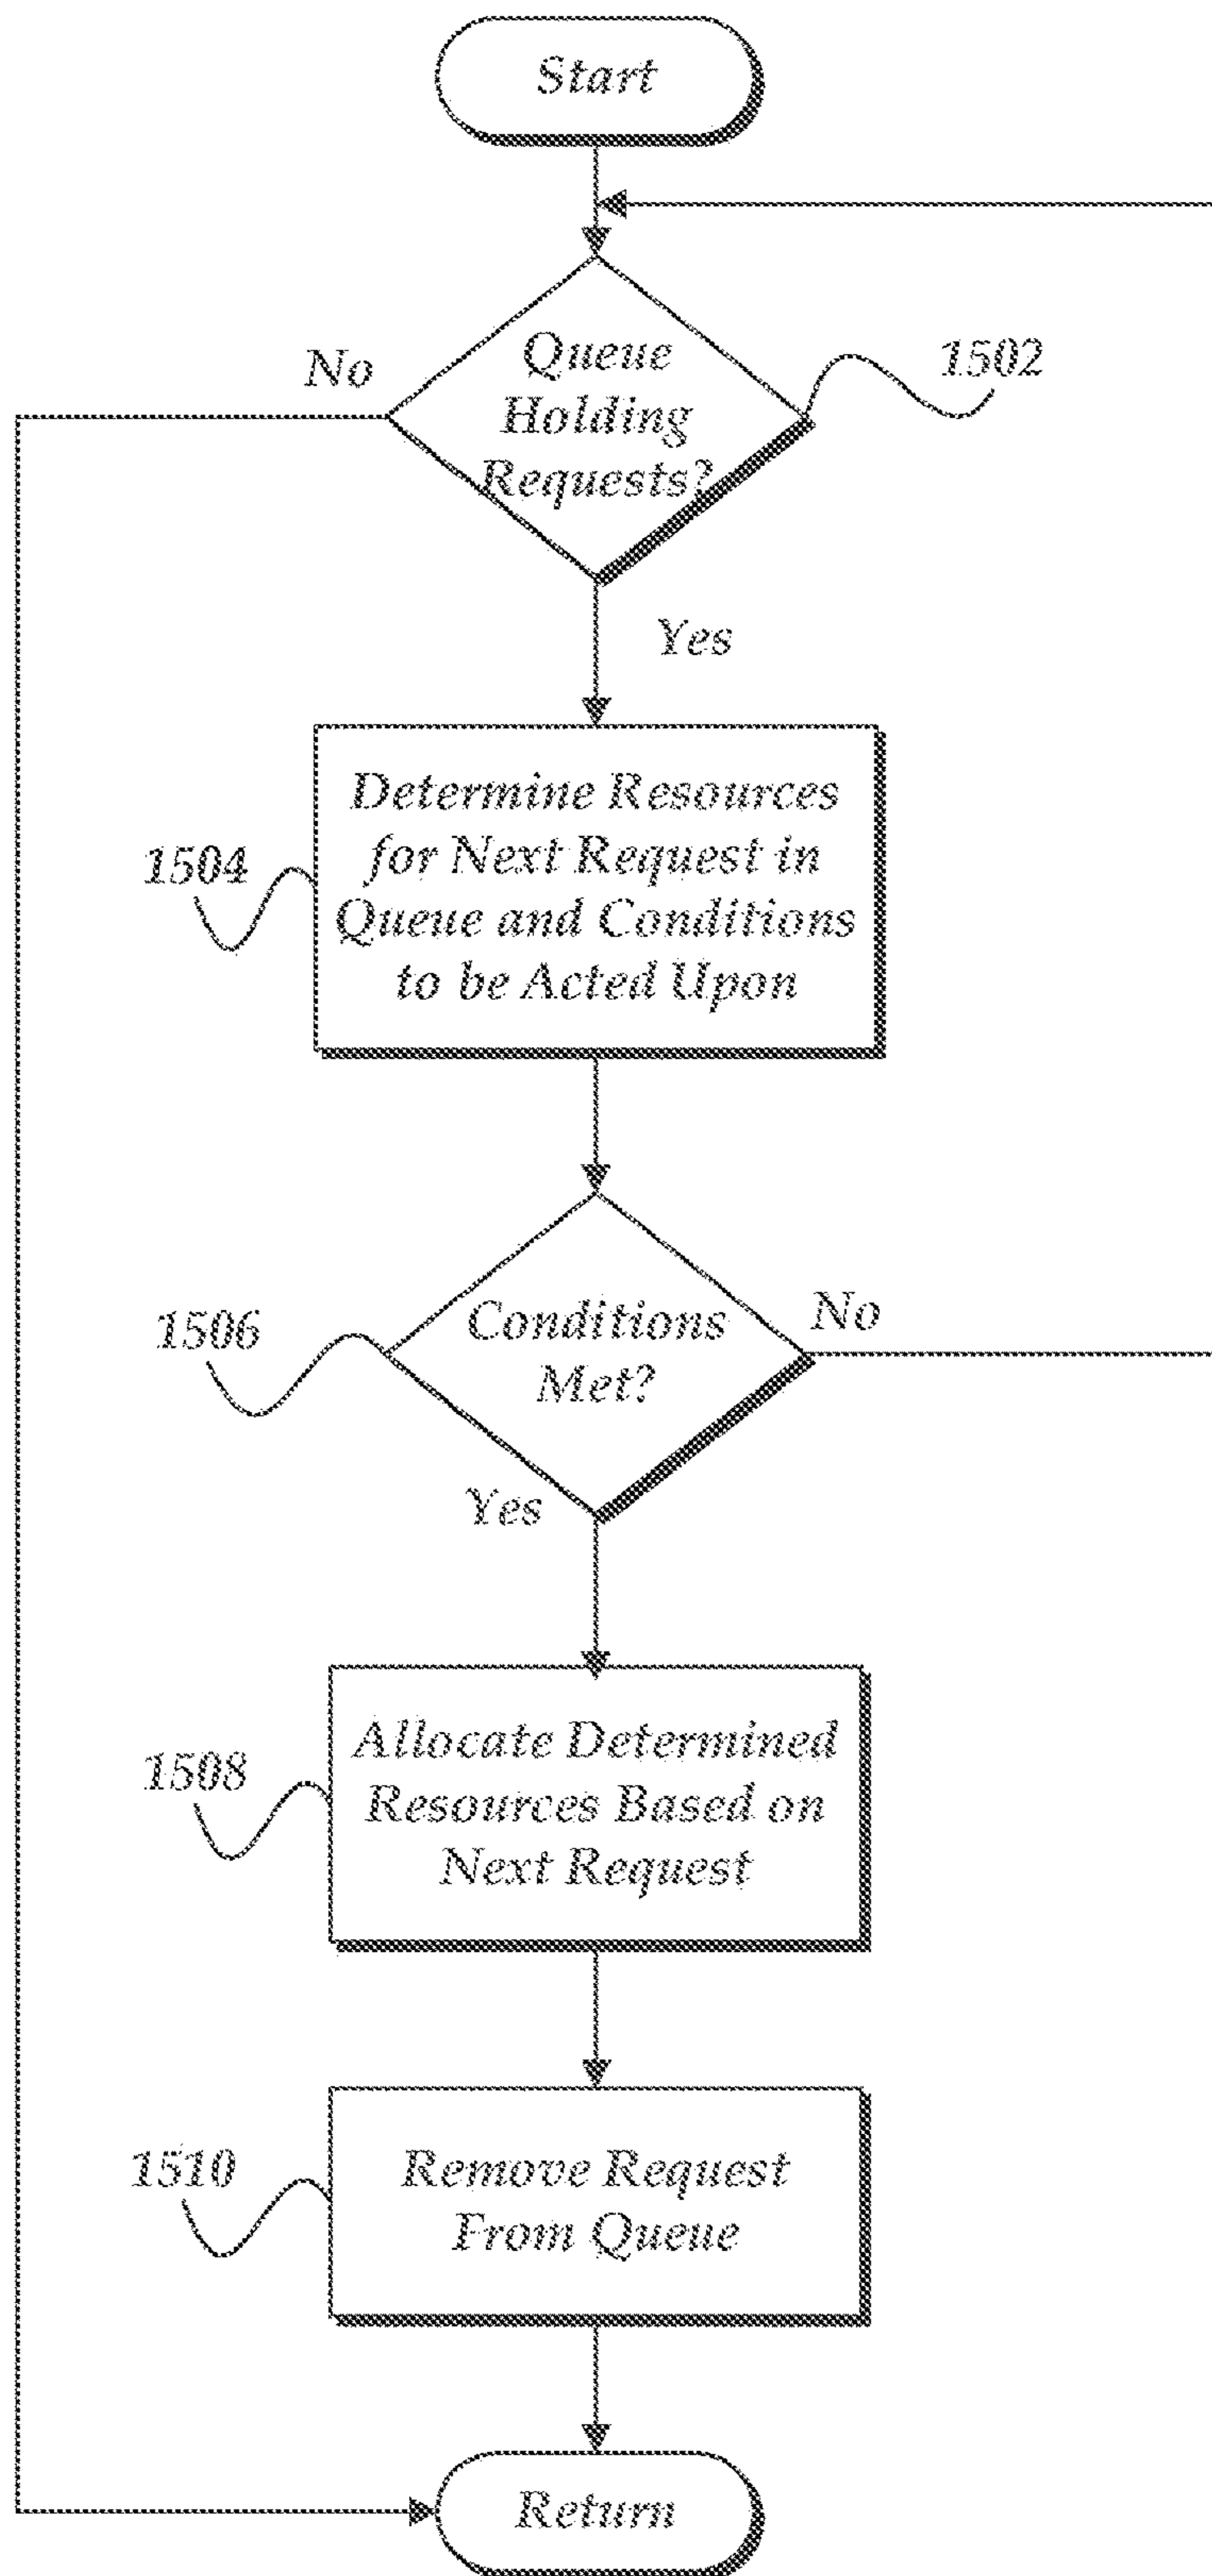 Start
No
Queue
Holding
Requests?
1502
Yes
Determine Resources
for Next Request in
Queue and Conditions
to be Acted Upon
1504
Conditions
Met?
No
1506
Yes
Allocate Determined
Resources Based on
Next Request
1508
Remove Request
From Queue
1510
Return